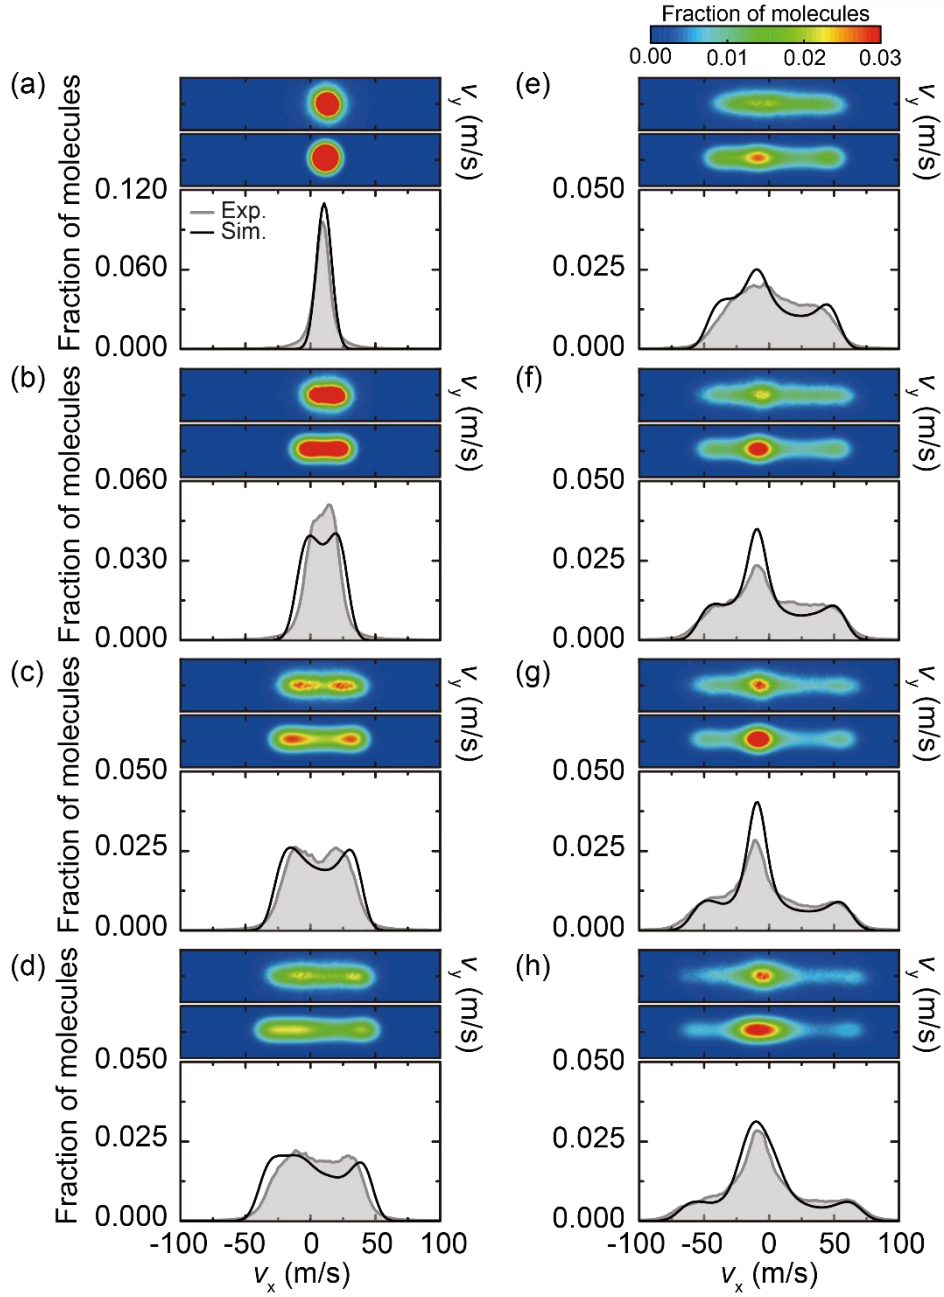 Fraction of molecules
0.00 0.01 0.02 0.03
(a)
v_y (m/s)
Fraction of molecules
0.120
0.060
0.000
Exp.
Sim.
(b)
v_y (m/s)
Fraction of molecules
0.060
0.030
0.000
(c)
v_y (m/s)
Fraction of molecules
0.050
0.025
0.000
(d)
v_y (m/s)
Fraction of molecules
0.050
0.025
0.000
-100 -50 0 50 100
v_x (m/s)
(e)
v_y (m/s)
0.050
0.025
0.000
(f)
v_y (m/s)
0.050
0.025
0.000
(g)
v_y (m/s)
0.050
0.025
0.000
(h)
v_y (m/s)
0.050
0.025
0.000
-100 -50 0 50 100
v_x (m/s)